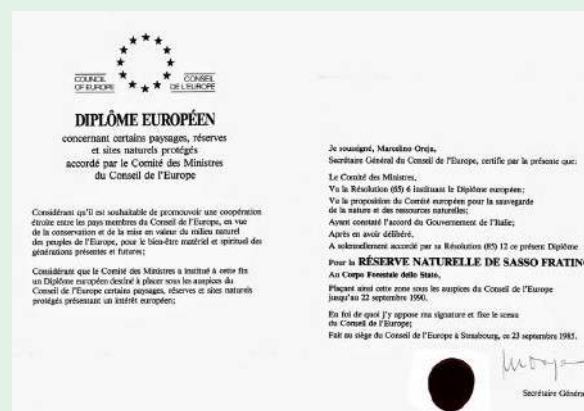 COUNCIL OF EUROPE
CONSEIL DE L'EUROPE
DIPLÔME EUROPÉEN
concernant certains paysages, réserves
et sites naturels protégés
accordé par le Comité des Ministres
du Conseil de l'Europe
Considérant qu'il est souhaitable de promouvoir une coopération
étroite entre les pays membres du Conseil de l'Europe, en vue
de la conservation et de la mise en valeur du milieu naturel
des peuples de l'Europe, pour le bien-être matériel et spirituel des
générations présentes et futures;
Considérant que le Comité des Ministres a institué à cette fin
un Diplôme européen destiné à placer sous les auspices du
Conseil de l'Europe certains paysages, réserves et sites naturels
protégés présentant un intérêt européen;
Je soussigné, Marcelino Oreja,
Secrétaire Général du Conseil de l'Europe, certifie par la présente que:
Le Comité des Ministres,
Vu la Résolution (65) 6 instituant le Diplôme européen;
Vu la proposition du Comité européen pour la sauvegarde
de la nature et des ressources naturelles;
Ayant constaté l'accord du Gouvernement de l'Italie;
Après en avoir délibéré,
A solennellement accordé par sa Résolution (85) 12 ce présent Diplôme
Pour la RÉSERVE NATURELLE DE SASSO FRATINO
Au Corpo Forestale dello Stato,
Plaçant ainsi cette zone sous les auspices du Conseil de l'Europe
jusqu'au 22 septembre 1990.
En foi de quoi j'y appose ma signature et fixe le sceau
du Conseil de l'Europe;
Fait au siège du Conseil de l'Europe à Strasbourg, ce 23 septembre 1985.
Secrétaire Général